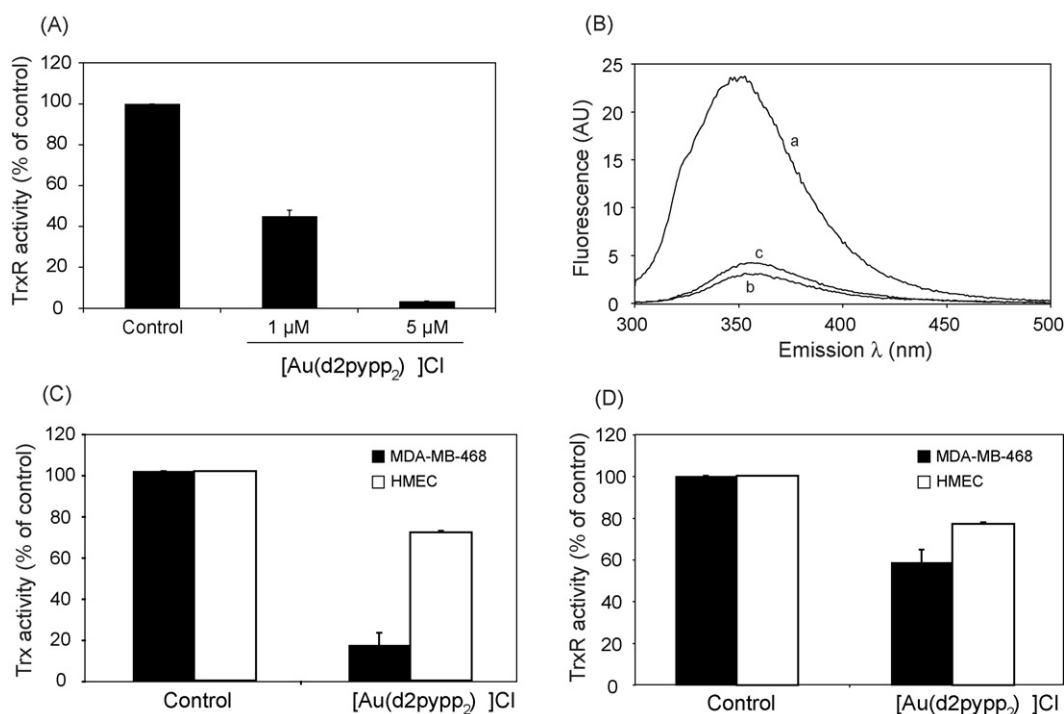 (A)
120
100
80
60
40
20
0
TrxR activity (% of control)
Control
1 µM
5 µM
[Au(d2pypp₂) ]Cl
(B)
25
20
15
10
5
0
Fluorescence (AU)
a
c
b
300
350
400
450
500
Emission λ (nm)
(C)
120
100
80
60
40
20
0
Trx activity (% of control)
MDA-MB-468
HMEC
Control
[Au(d2pypp₂) ]Cl
(D)
120
100
80
60
40
20
0
TrxR activity (% of control)
MDA-MB-468
HMEC
Control
[Au(d2pypp₂) ]Cl